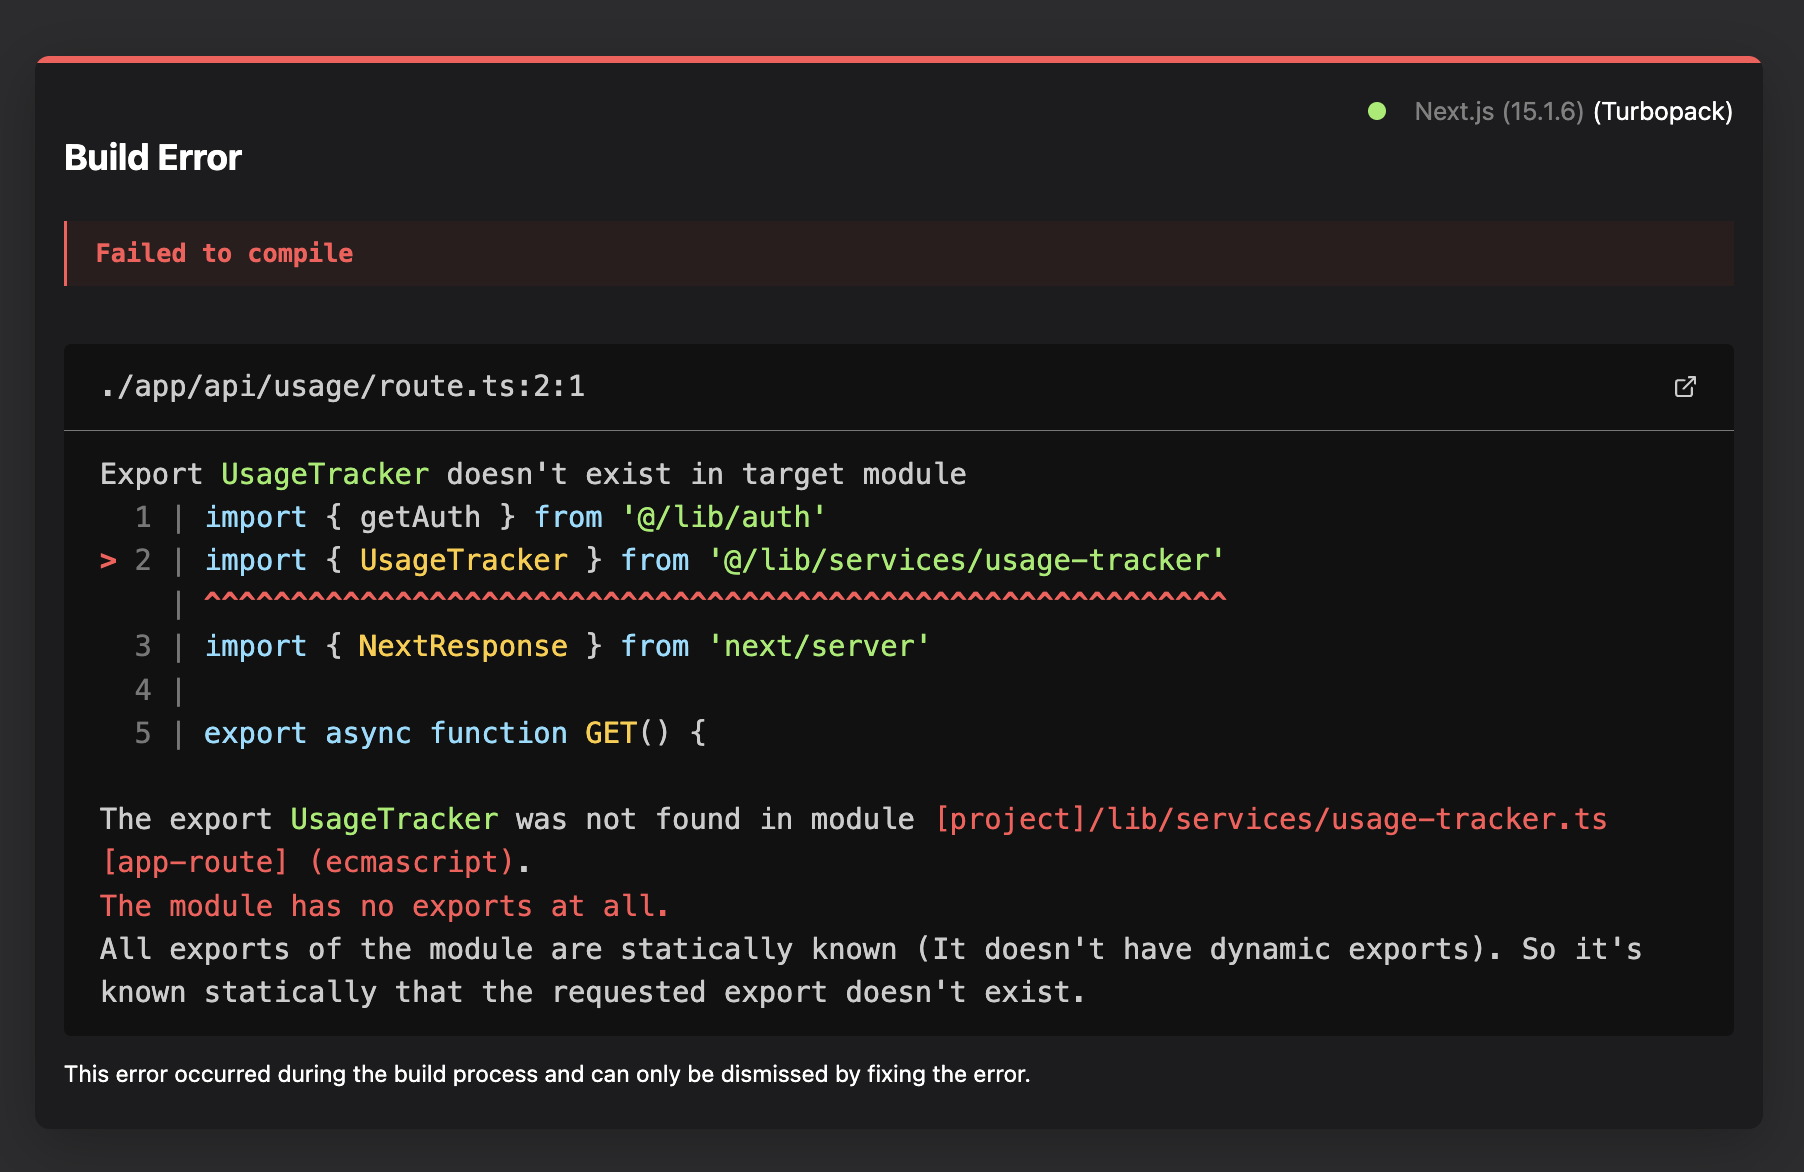 Next.js (15.1.6) (Turbopack)
Build Error
Failed to compile
./app/api/usage/route.ts:2:1
Export UsageTracker doesn't exist in target module
  1 | import { getAuth } from '@/lib/auth'
> 2 | import { UsageTracker } from '@/lib/services/usage-tracker'
    | ^^^^^^^^^^^^^^^^^^^^^^^^^^^^^^^^^^^^^^^^^^^^^^^^^^^^^^^^^^^
  3 | import { NextResponse } from 'next/server'
  4 |
  5 | export async function GET() {
The export UsageTracker was not found in module [project]/lib/services/usage-tracker.ts
[app-route] (ecmascript).
The module has no exports at all.
All exports of the module are statically known (It doesn't have dynamic exports). So it's
known statically that the requested export doesn't exist.
This error occurred during the build process and can only be dismissed by fixing the error.